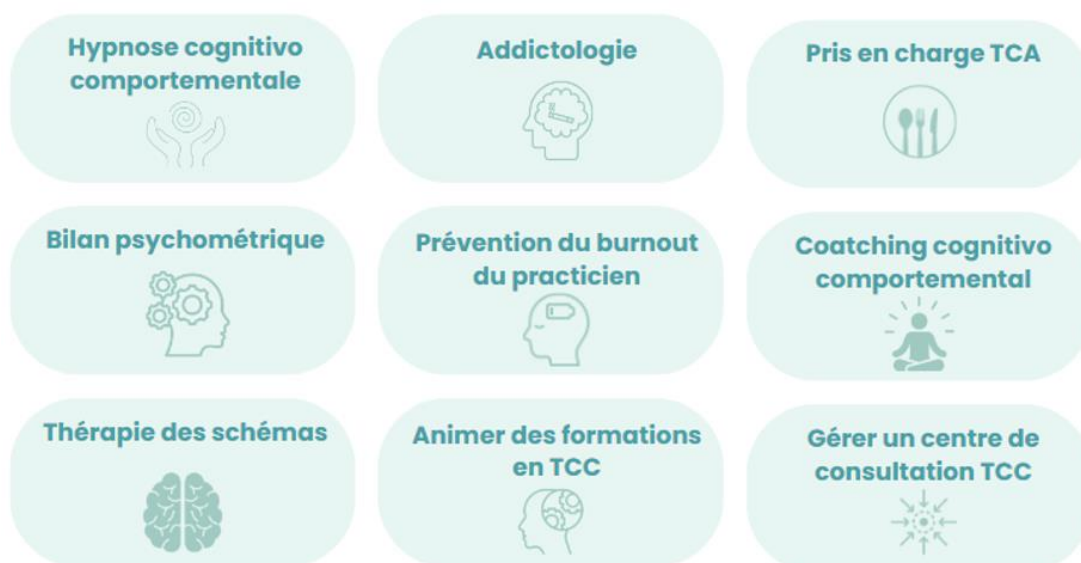 Hypnose cognitivo
comportementale
Addictologie
Pris en charge TCA
Bilan psychométrique
Prévention du burnout
du practicien
Coatching cognitivo
comportemental
Thérapie des schémas
Animer des formations
en TCC
Gérer un centre de
consultation TCC